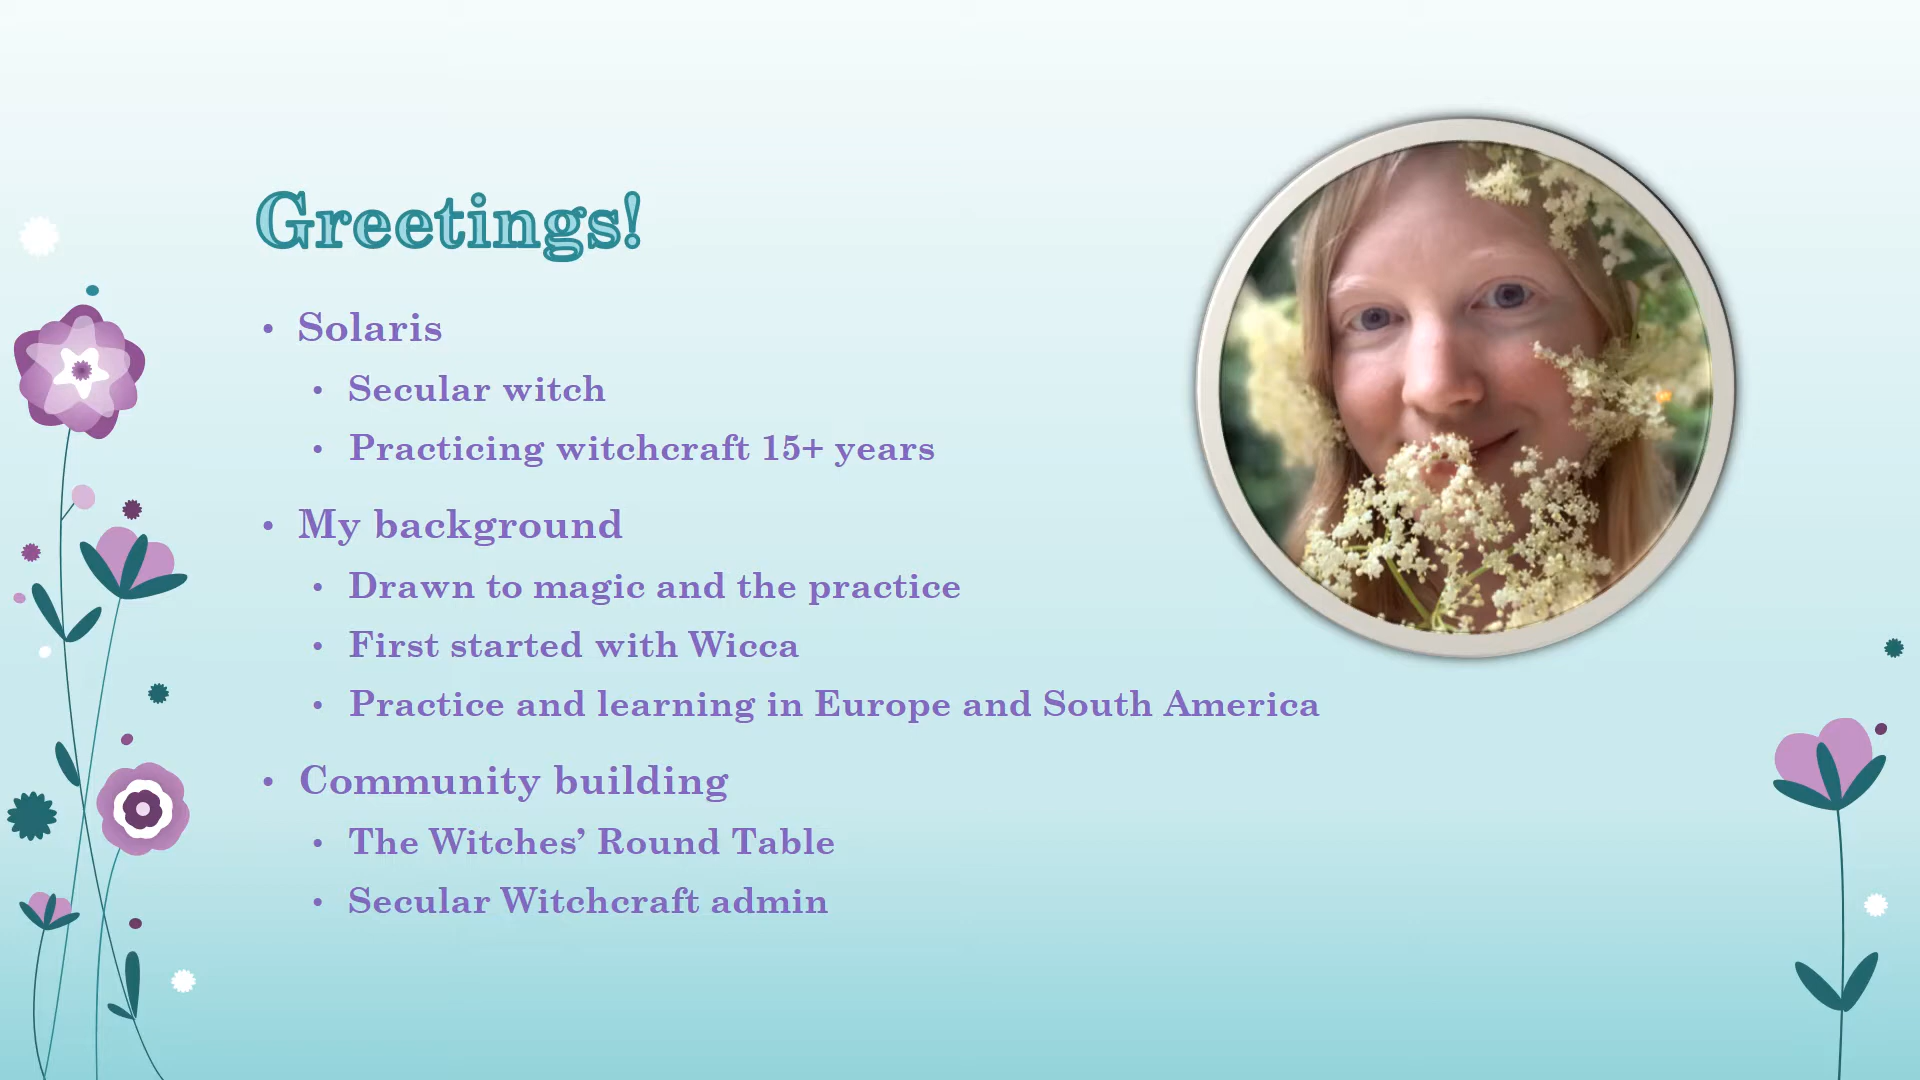 Greetings!
• Solaris
• Secular witch
• Practicing witchcraft 15+ years
• My background
• Drawn to magic and the practice
• First started with Wicca
• Practice and learning in Europe and South America
• Community building
• The Witches’ Round Table
• Secular Witchcraft admin